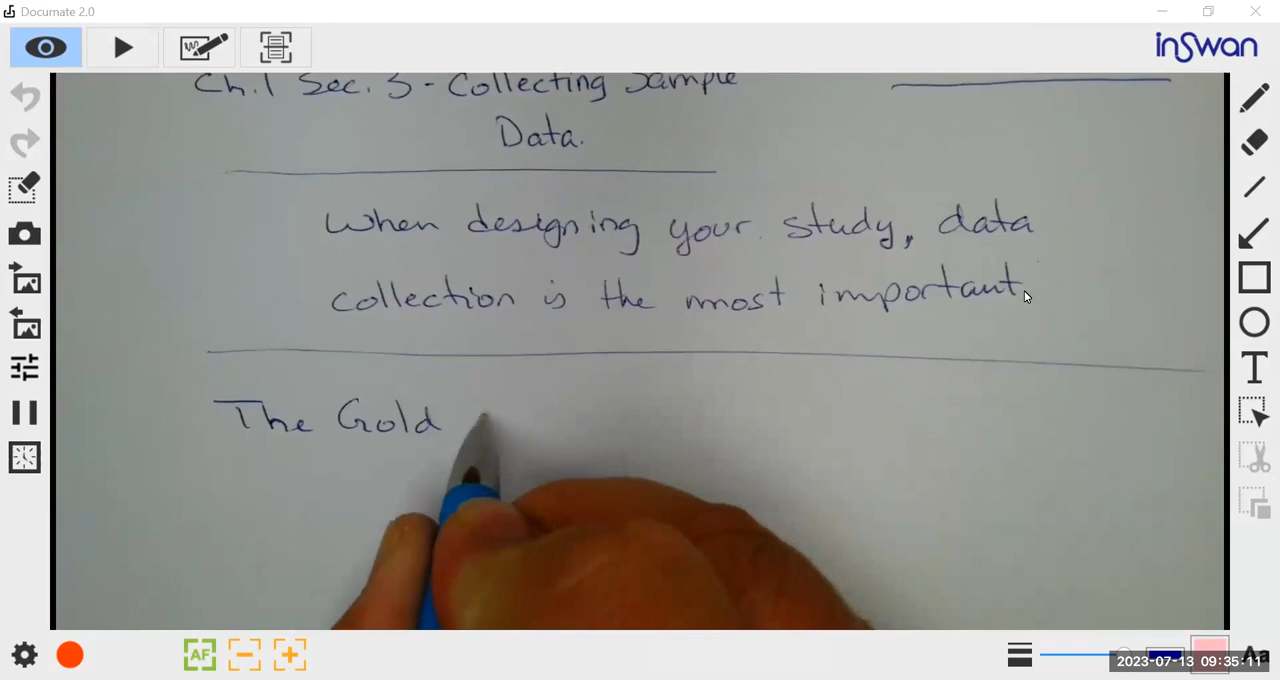 Documate 2.0
inSwan
Ch.1 Sec. 3 - Collecting Sample
Data.
When designing your study, data
collection is the most important.
The Gold
T
AF
Aa
2023-07-13 09:35:11